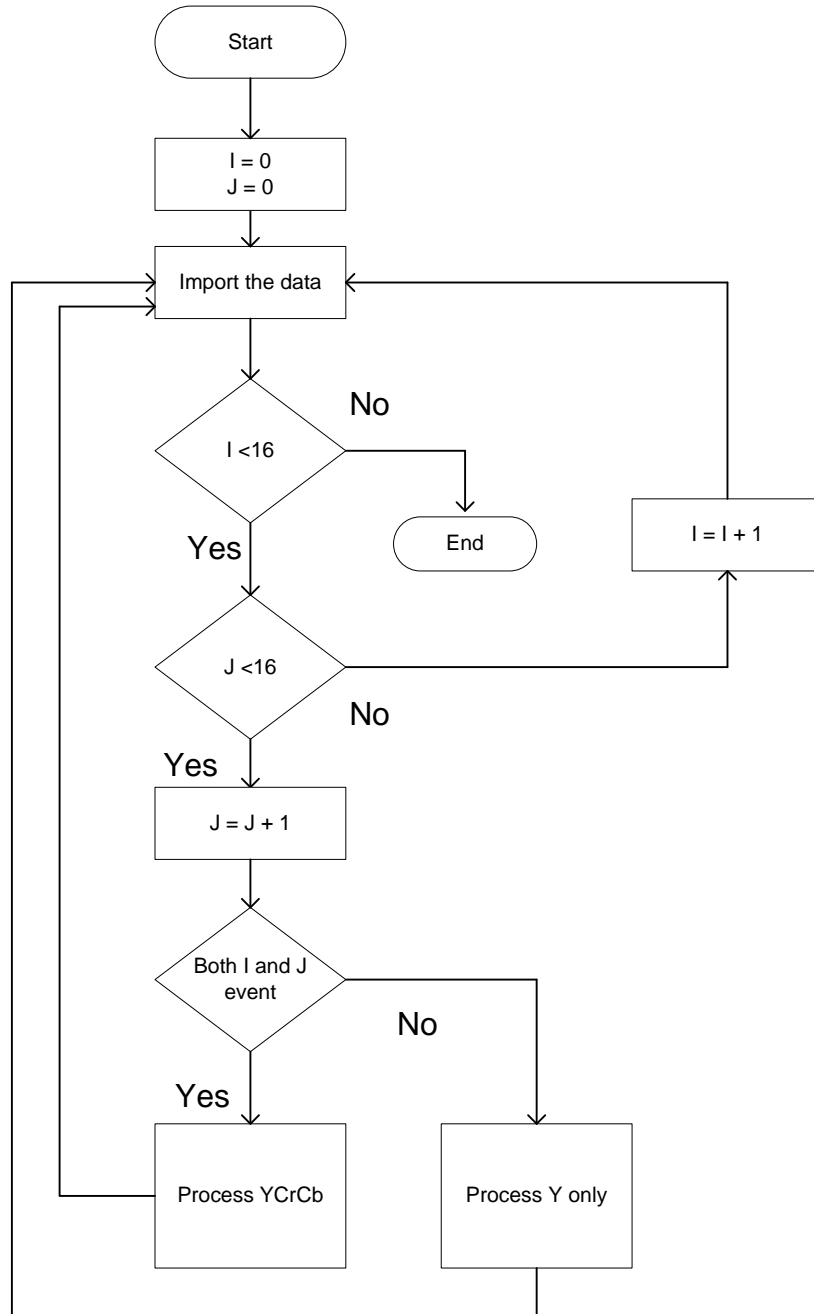 Start
I = 0
J = 0
Import the data
No
I <16
End
I = I + 1
Yes
J <16
No
Yes
J = J + 1
Both I and J
event
No
Yes
Process YCrCb
Process Y only